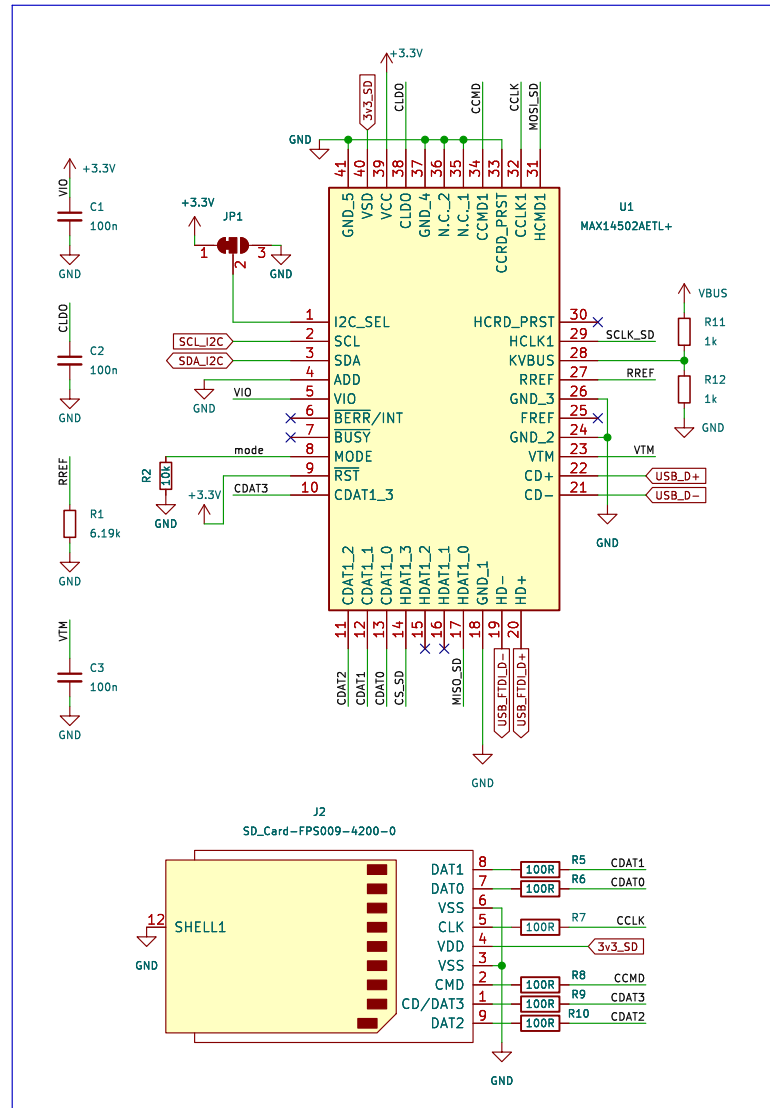 +3.3V
3v3_SD
CLDO
CCMD
CCLK
MOSI_SD
GND
41 40 39 38 37 36 35 34 33 32 31
GND_5 VSD VCC CLDO GND_4 N.C._2 N.C._1 CCMD1 CCRD_PRST CCLK1 HCMD1
U1
MAX14502AETL+
+3.3V
VIO
C1
100n
GND
+3.3V
JP1
1 2 3
GND
VBUS
R11
1k
R12
1k
GND
CLDO
C2
100n
GND
1 I2C_SEL
SCL_I2C 2 SCL
SDA_I2C 3 SDA
4 ADD
GND
VIO 5 VIO
6 BERR/INT
7 BUSY
mode 8 MODE
9 RST
CDAT3 10 CDAT1_3
R2
10k
GND
+3.3V
HCRD_PRST 30
HCLK1 29 SCLK_SD
KVBUS 28
RREF 27 RREF
GND_3 26
FREF 25
GND_2 24
VTM 23 VTM
CD+ 22 USB_D+
CD- 21 USB_D-
GND
RREF
R1
6.19k
GND
VTM
C3
100n
GND
CDAT1_2 CDAT1_1 CDAT1_0 HDAT1_3 HDAT1_2 HDAT1_1 HDAT1_0 GND_1 HD- HD+
11 12 13 14 15 16 17 18 19 20
CDAT2
CDAT1
CDAT0
CS_SD
MISO_SD
USB_FTDI_D-
USB_FTDI_D+
GND
J2
SD_Card-FPS009-4200-0
12 SHELL1
GND
DAT1 8 100R R5 CDAT1
DAT0 7 100R R6 CDAT0
VSS 6
CLK 5 100R R7 CCLK
VDD 4 3v3_SD
VSS 3
CMD 2 100R R8 CCMD
CD/DAT3 1 100R R9 CDAT3
DAT2 9 100R R10 CDAT2
GND